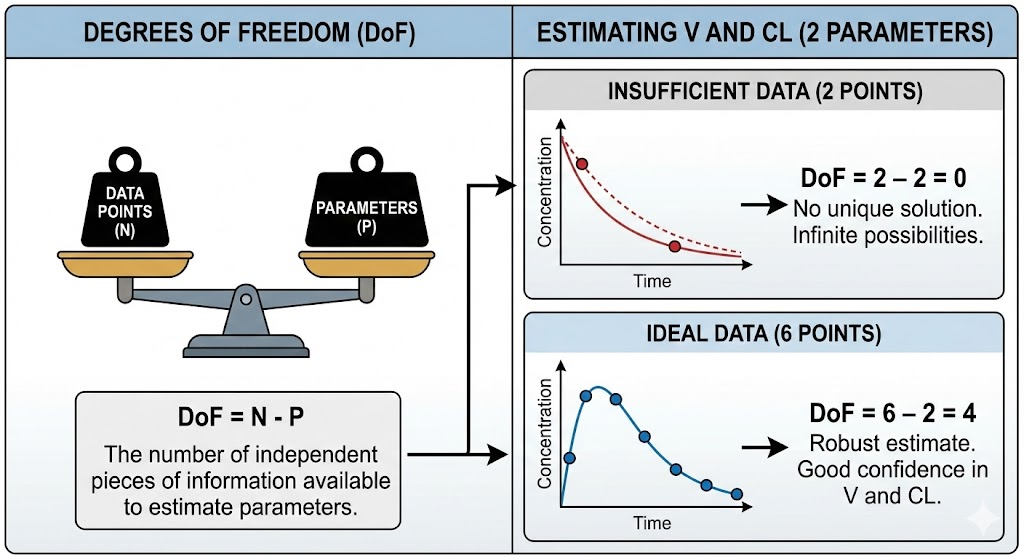 DEGREES OF FREEDOM (DoF)
DATA
POINTS
(N)
PARAMETERS
(P)
DoF = N - P
The number of independent
pieces of information available
to estimate parameters.
ESTIMATING V AND CL (2 PARAMETERS)
INSUFFICIENT DATA (2 POINTS)
Concentration
Time
DoF = 2 – 2 = 0
No unique solution.
Infinite possibilities.
IDEAL DATA (6 POINTS)
Concentration
Time
DoF = 6 – 2 = 4
Robust estimate.
Good confidence in
V and CL.